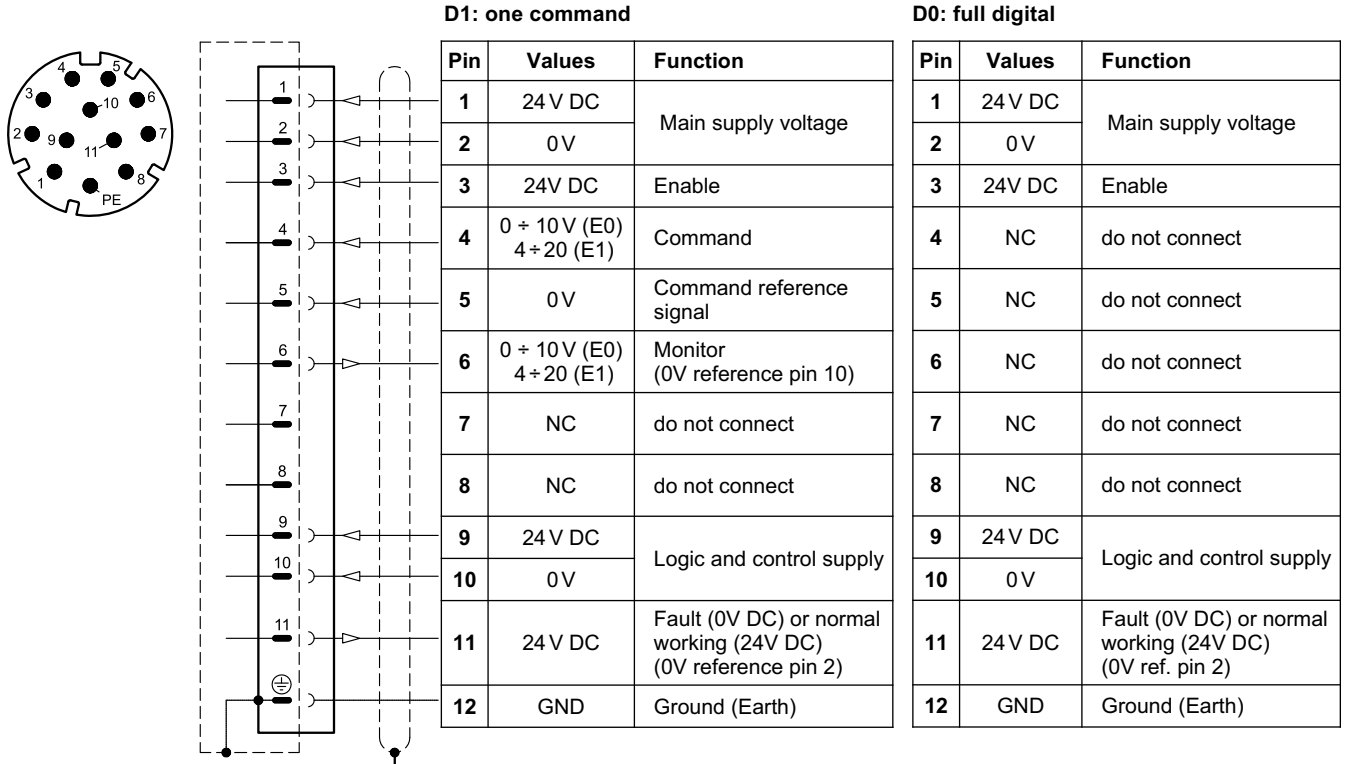 D1: one command
D0: full digital
4
5
3
10
6
2
9
11
7
1
8
PE
1
2
3
4
5
6
7
8
9
10
11
Pin Values Function
1 24 V DC Main supply voltage
2 0 V
3 24V DC Enable
4 0 ÷ 10 V (E0) Command
4 ÷ 20 (E1)
5 0 V Command reference
signal
6 0 ÷ 10 V (E0) Monitor
4 ÷ 20 (E1) (0V reference pin 10)
7 NC do not connect
8 NC do not connect
9 24 V DC Logic and control supply
10 0 V
11 24 V DC Fault (0V DC) or normal
working (24V DC)
(0V reference pin 2)
12 GND Ground (Earth)
Pin Values Function
1 24 V DC Main supply voltage
2 0 V
3 24V DC Enable
4 NC do not connect
5 NC do not connect
6 NC do not connect
7 NC do not connect
8 NC do not connect
9 24 V DC Logic and control supply
10 0 V
11 24 V DC Fault (0V DC) or normal
working (24V DC)
(0V ref. pin 2)
12 GND Ground (Earth)